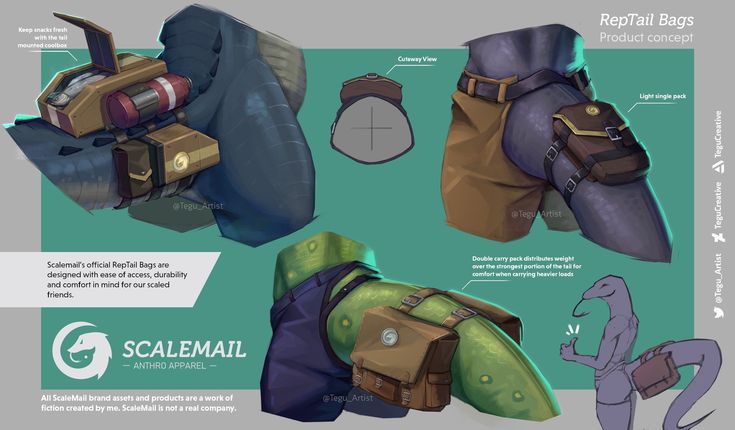 RepTail Bags
Product concept
Keep snacks fresh
with the tail
mounted coolbox
Cutaway View
Light single pack
@Tegu_Artist
@Tegu_Artist
Scalemail's official RepTail Bags are
designed with ease of access, durability
and comfort in mind for our scaled
friends.
Double carry pack distributes weight
over the strongest portion of the tail for
comfort when carrying heavier loads
SCALEMAIL
— ANTHRO APPAREL —
@Tegu_Artist
All ScaleMail brand assets and products are a work of
fiction created by me. ScaleMail is not a real company.
TeguCreative
TeguCreative
@Tegu_Artist